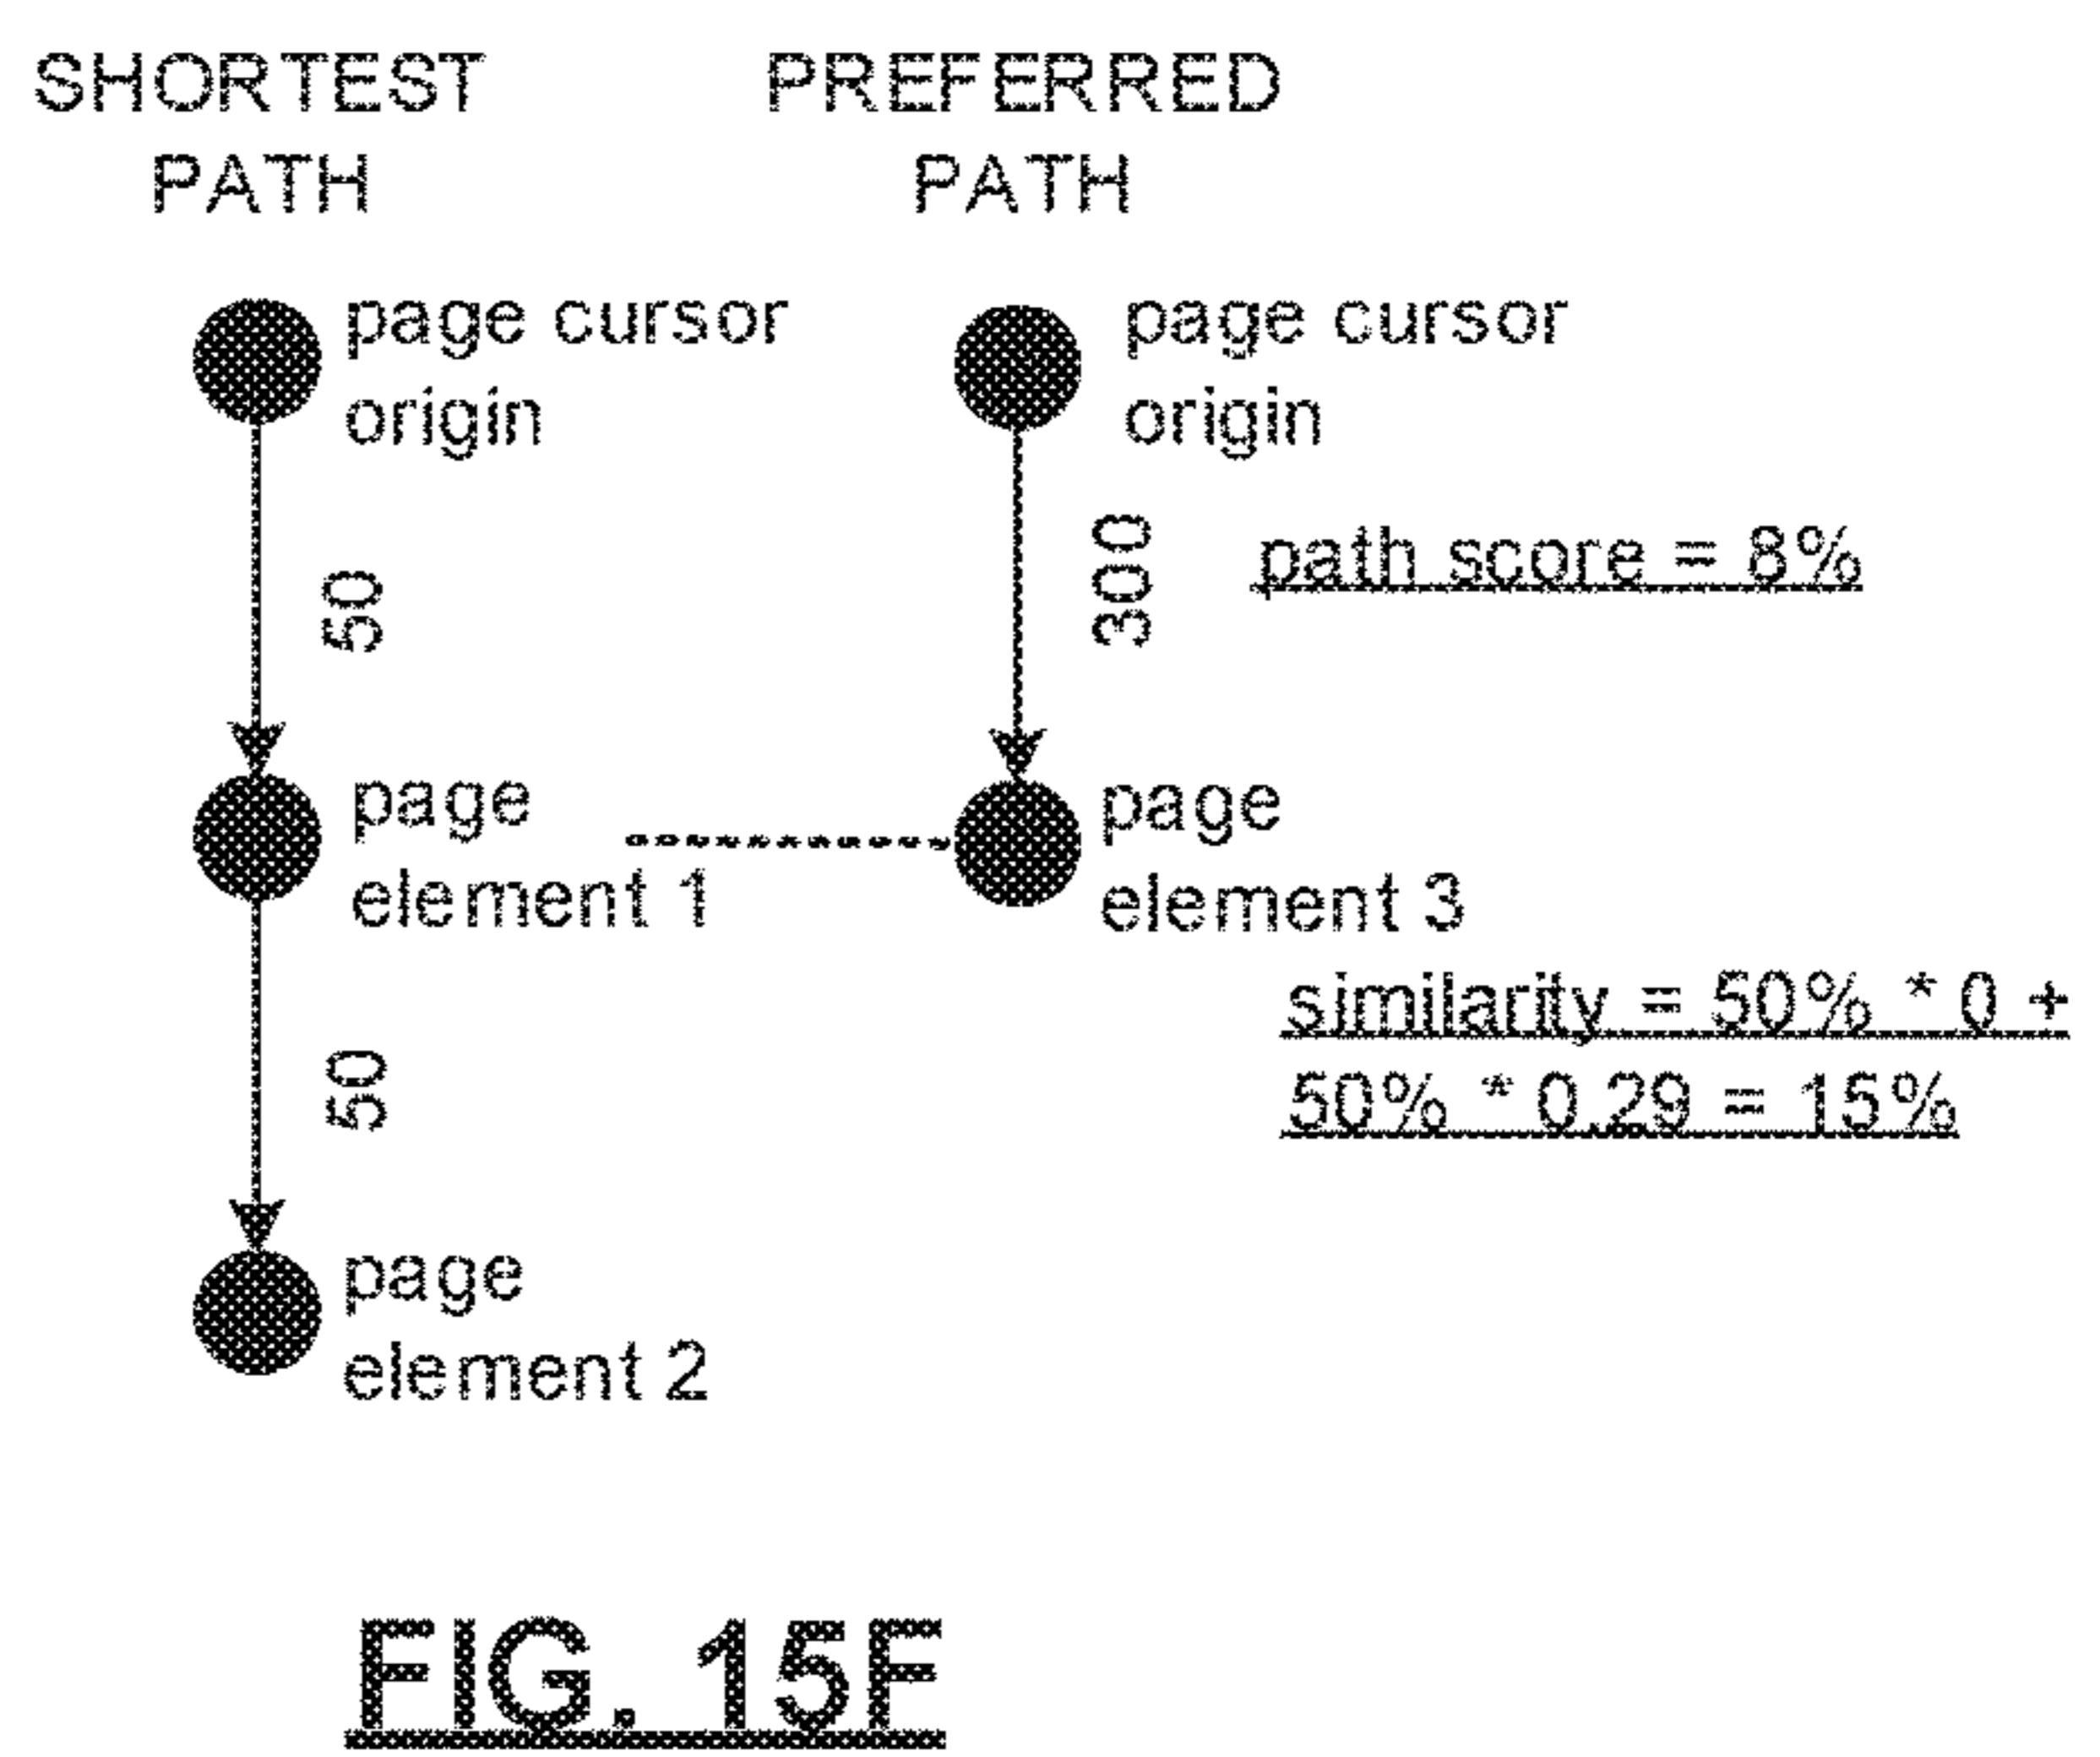 SHORTEST
PATH
PREFERRED
PATH
page cursor
origin
page cursor
origin
50
300
path score = 8%
page
element 1
page
element 3
similarity = 50% * 0 +
50% * 0.29 = 15%
50
page
element 2
FIG. 15F